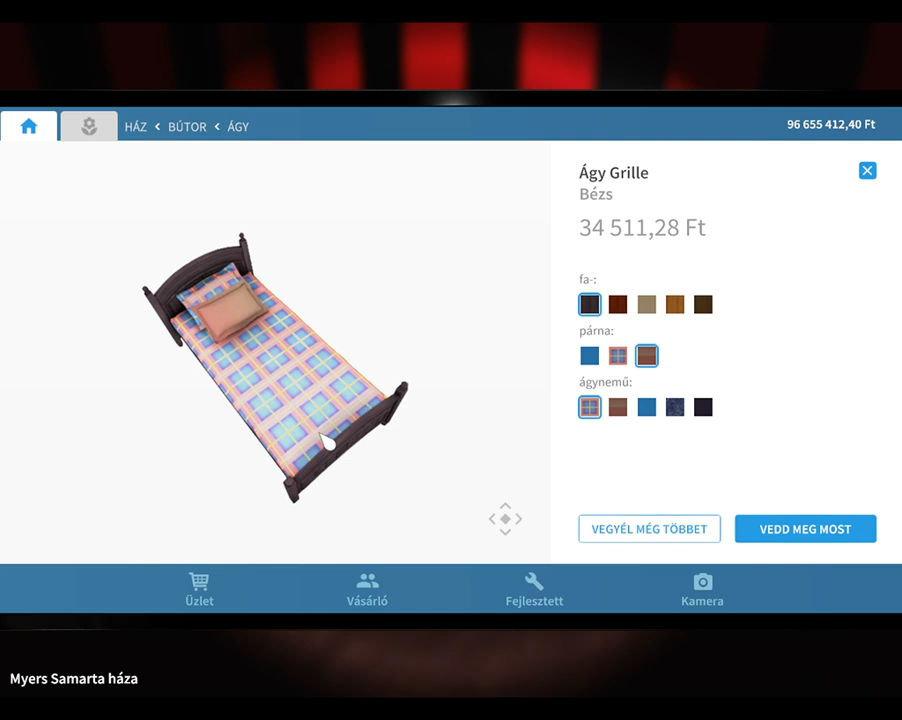 HÁZ < BÚTOR < ÁGY
96 655 412,40 Ft
Ágy Grille
Bézs
34 511,28 Ft
fa-:
párna:
ágynemű:
VEGYÉL MÉG TÖBBET
VEDD MEG MOST
Üzlet
Vásárló
Fejlesztett
Kamera
Myers Samarta háza